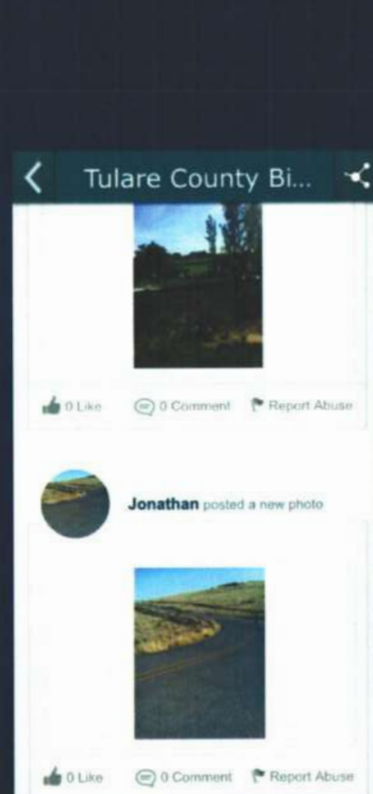 Tulare County Bi...
0 Like 0 Comment Report Abuse
Jonathan posted a new photo
0 Like 0 Comment Report Abuse